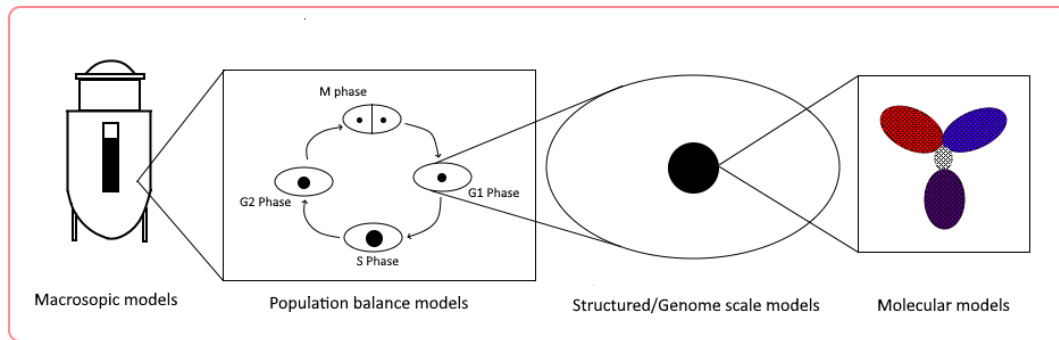 M phase
G2 Phase
G1 Phase
S Phase
Macrosopic models
Population balance models
Structured/Genome scale models
Molecular models